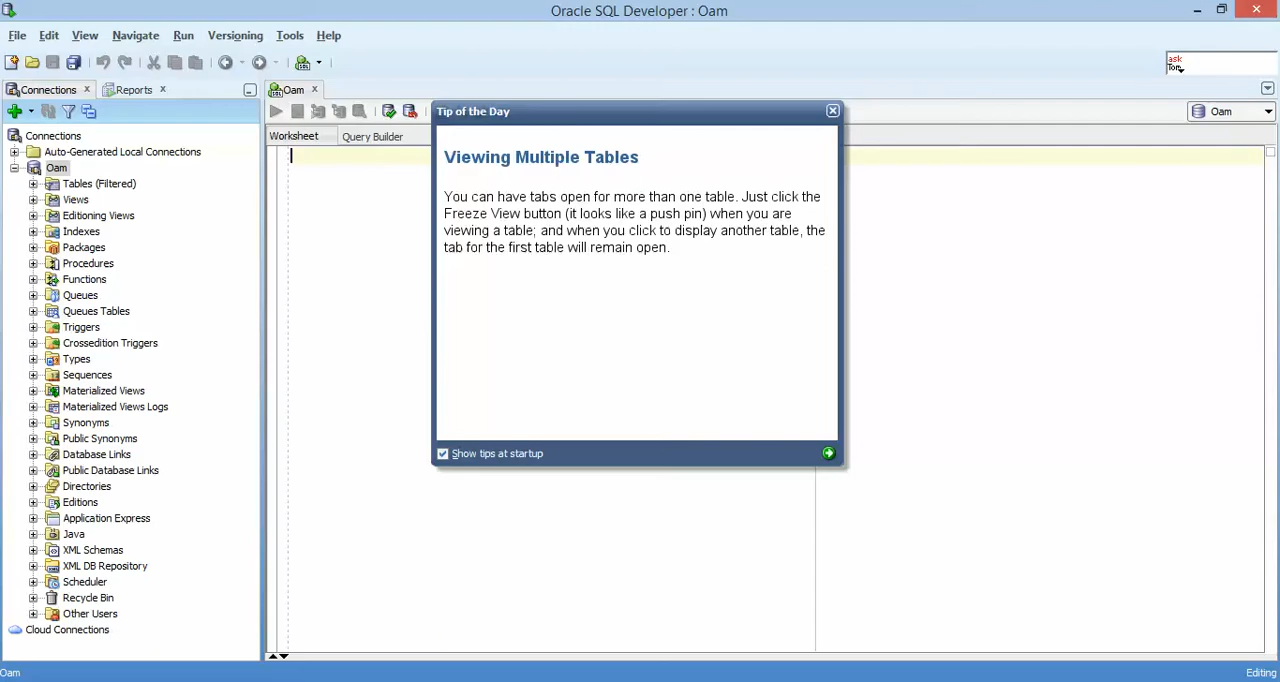 Oracle SQL Developer : Oam
File Edit View Navigate Run Versioning Tools Help
ask
Tom
Connections Reports Oam
Tip of the Day
Oam
Worksheet Query Builder
Connections
Auto-Generated Local Connections
Oam
Tables (Filtered)
Views
Editioning Views
Indexes
Packages
Procedures
Functions
Queues
Queues Tables
Triggers
Crossedition Triggers
Types
Sequences
Materialized Views
Materialized Views Logs
Synonyms
Public Synonyms
Database Links
Public Database Links
Directories
Editions
Application Express
Java
XML Schemas
XML DB Repository
Scheduler
Recycle Bin
Other Users
Cloud Connections
Viewing Multiple Tables
You can have tabs open for more than one table. Just click the
Freeze View button (it looks like a push pin) when you are
viewing a table; and when you click to display another table, the
tab for the first table will remain open.
Show tips at startup
Oam Editing